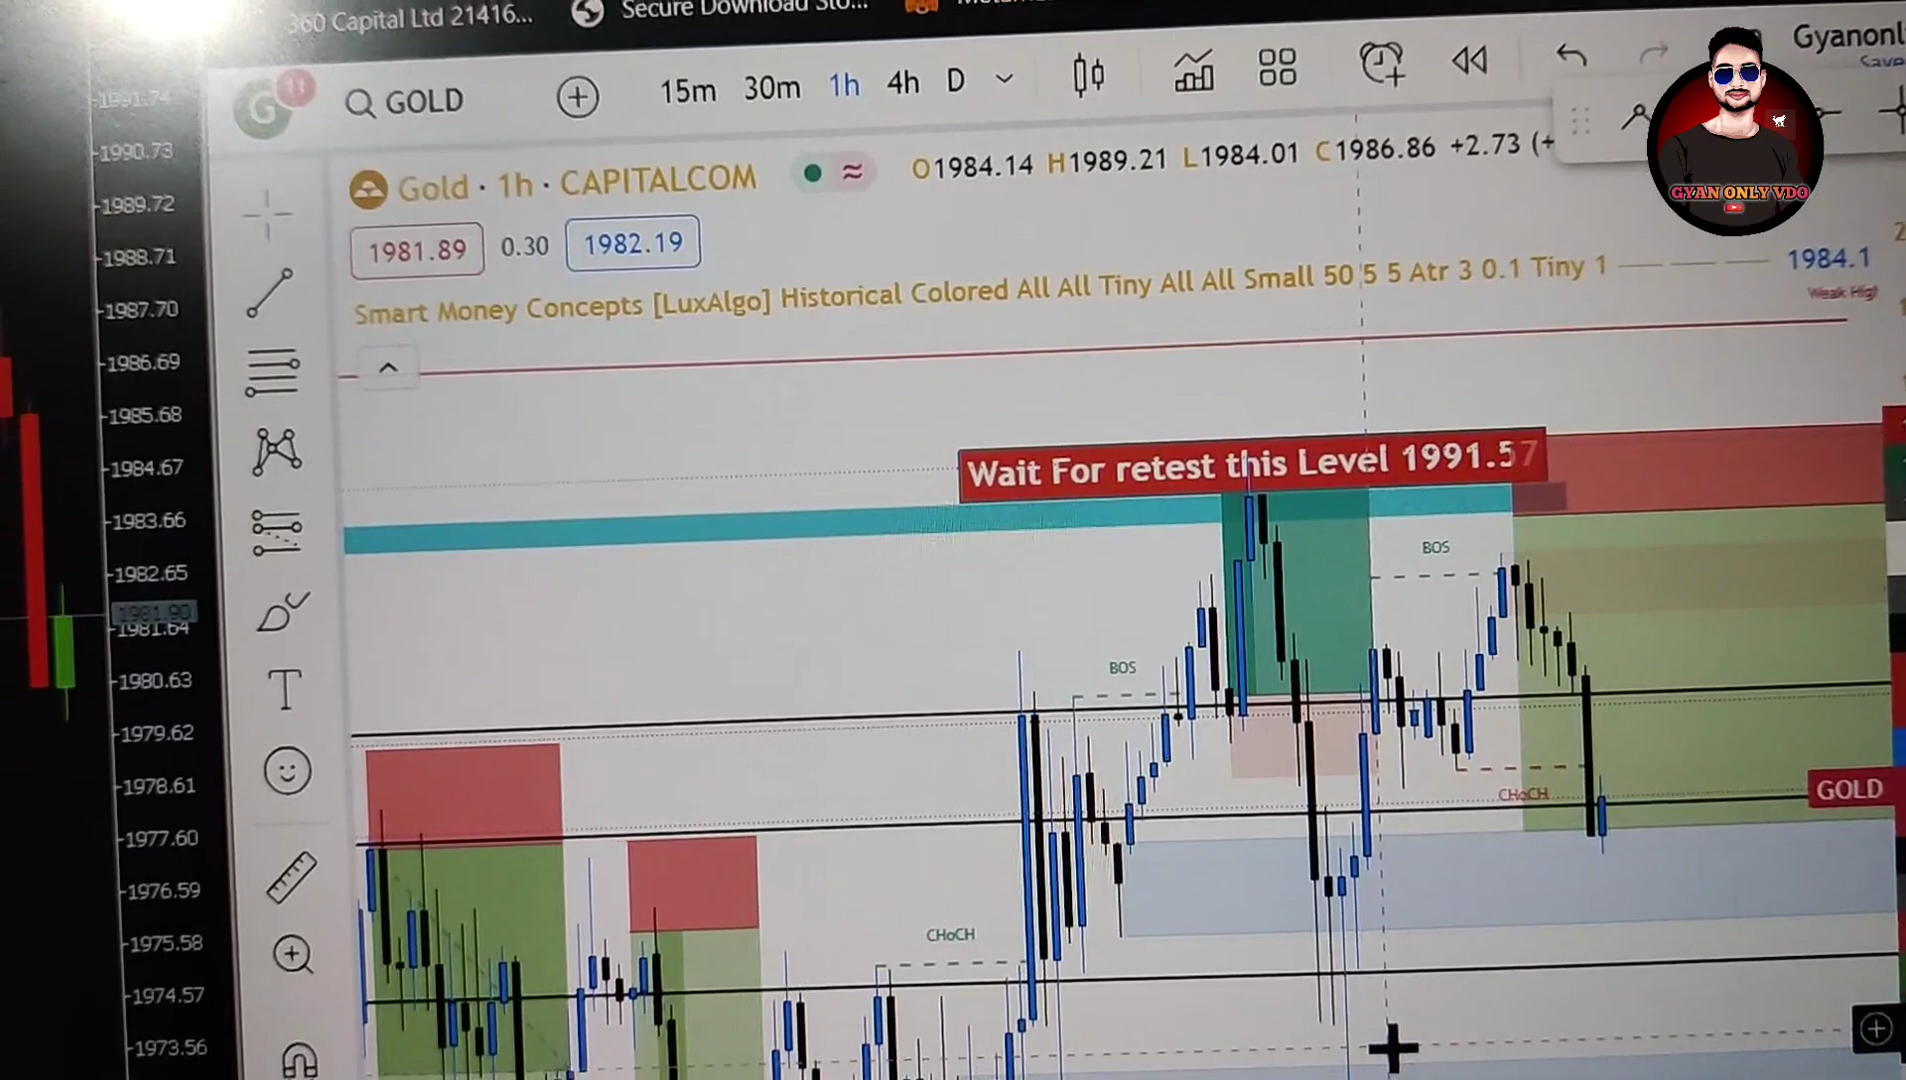 360 Capital Ltd 21416...
Secure Download Sto...
G
11
GOLD
15m 30m 1h 4h D
Gyanonl
Save
Gold · 1h · CAPITALCOM
O1984.14 H1989.21 L1984.01 C1986.86 +2.73 (+
1981.89 0.30 1982.19
Smart Money Concepts [LuxAlgo] Historical Colored All All Tiny All All Small 50 5 5 Atr 3 0.1 Tiny 1
1984.1
Weak High
GYAN ONLY VDO
Wait For retest this Level 1991.57
BOS
BOS
CHoCH
GOLD
CHoCH
T
1991.74
1990.73
1989.72
1988.71
1987.70
1986.69
1985.68
1984.67
1983.66
1982.65
1981.90
1981.64
1980.63
1979.62
1978.61
1977.60
1976.59
1975.58
1974.57
1973.56